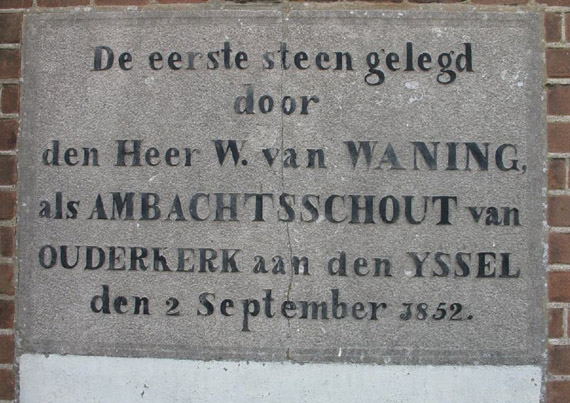 De eerste steen gelegd
door
den Heer W. van WANING,
als AMBACHTSSCHOUT van
OUDERKERK aan den YSSEL
den 2 September 1852.